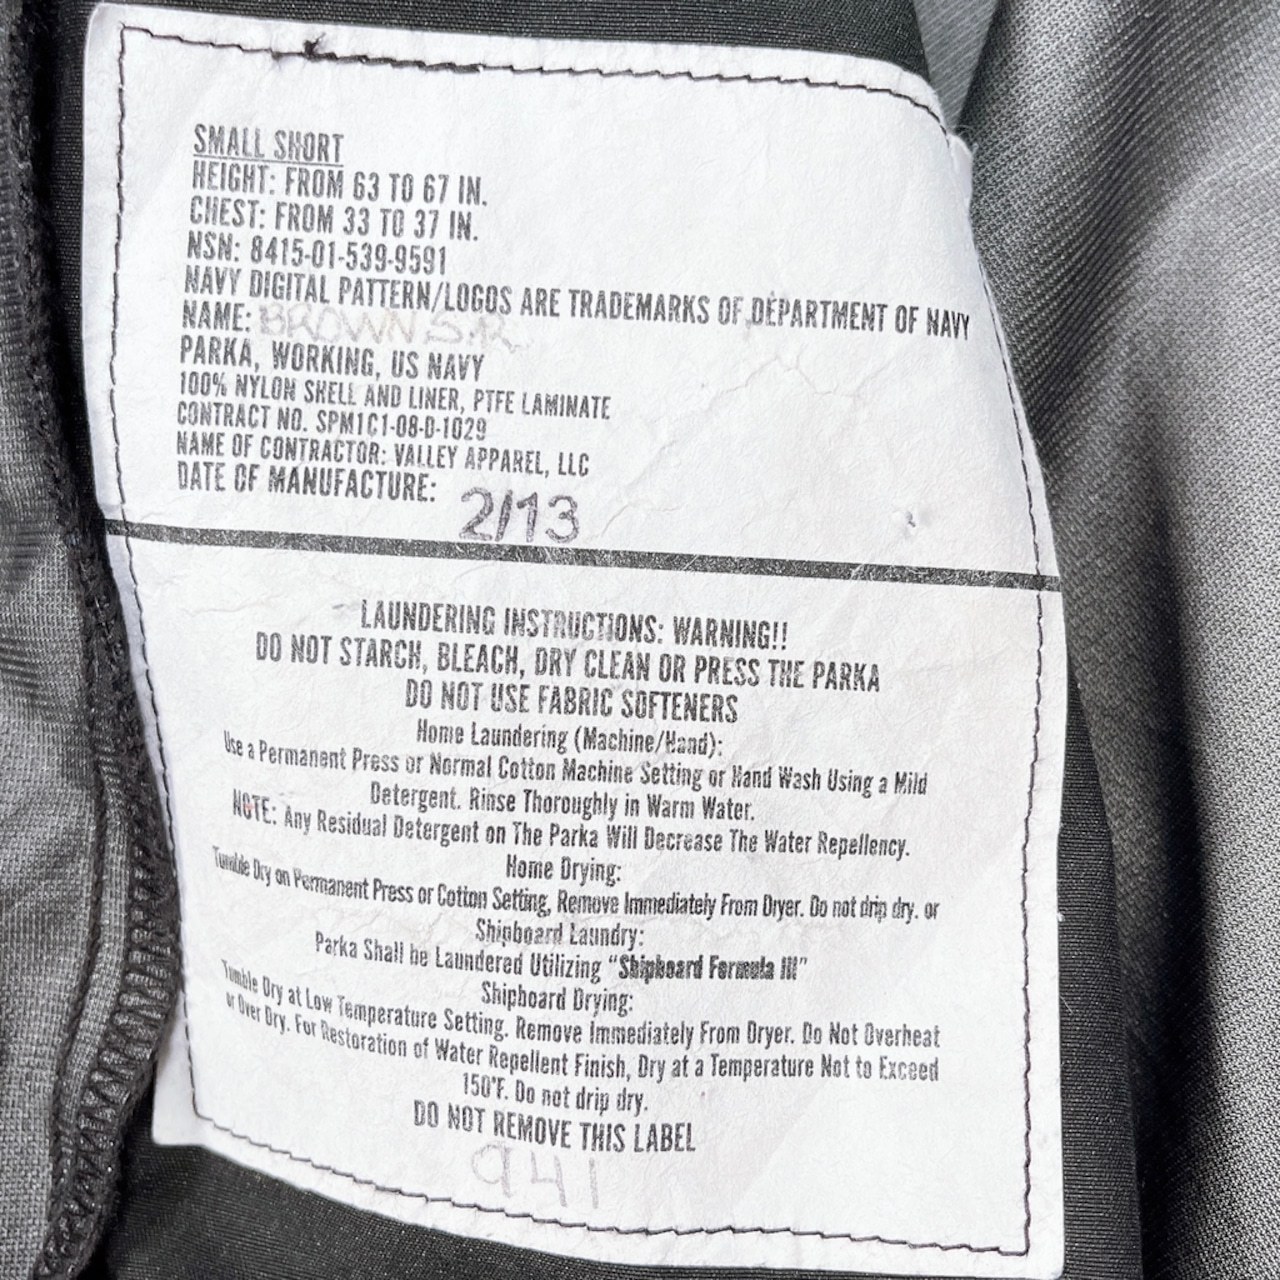 SMALL SHORT
HEIGHT: FROM 63 TO 67 IN.
CHEST: FROM 33 TO 37 IN.
NSN: 8415-01-539-9591
NAVY DIGITAL PATTERN/LOGOS ARE TRADEMARKS OF DEPARTMENT OF NAVY
NAME: BROWN S.R
PARKA, WORKING, US NAVY
100% NYLON SHELL AND LINER, PTFE LAMINATE
CONTRACT NO. SPM1C1-08-D-1029
NAME OF CONTRACTOR: VALLEY APPAREL, LLC
DATE OF MANUFACTURE: 2/13
LAUNDERING INSTRUCTIONS: WARNING!!
DO NOT STARCH, BLEACH, DRY CLEAN OR PRESS THE PARKA
DO NOT USE FABRIC SOFTENERS
Home Laundering (Machine/Hand):
Use a Permanent Press or Normal Cotton Machine Setting or Hand Wash Using a Mild
Detergent. Rinse Thoroughly in Warm Water.
NOTE: Any Residual Detergent on The Parka Will Decrease The Water Repellency.
Home Drying:
Tumble Dry on Permanent Press or Cotton Setting, Remove Immediately From Dryer. Do not drip dry. or
Shipboard Laundry:
Parka Shall be Laundered Utilizing "Shipboard Formula III"
Shipboard Drying:
Tumble Dry at Low Temperature Setting. Remove Immediately From Dryer. Do Not Overheat
or Over Dry. For Restoration of Water Repellent Finish, Dry at a Temperature Not to Exceed
150°F. Do not drip dry.
DO NOT REMOVE THIS LABEL
941